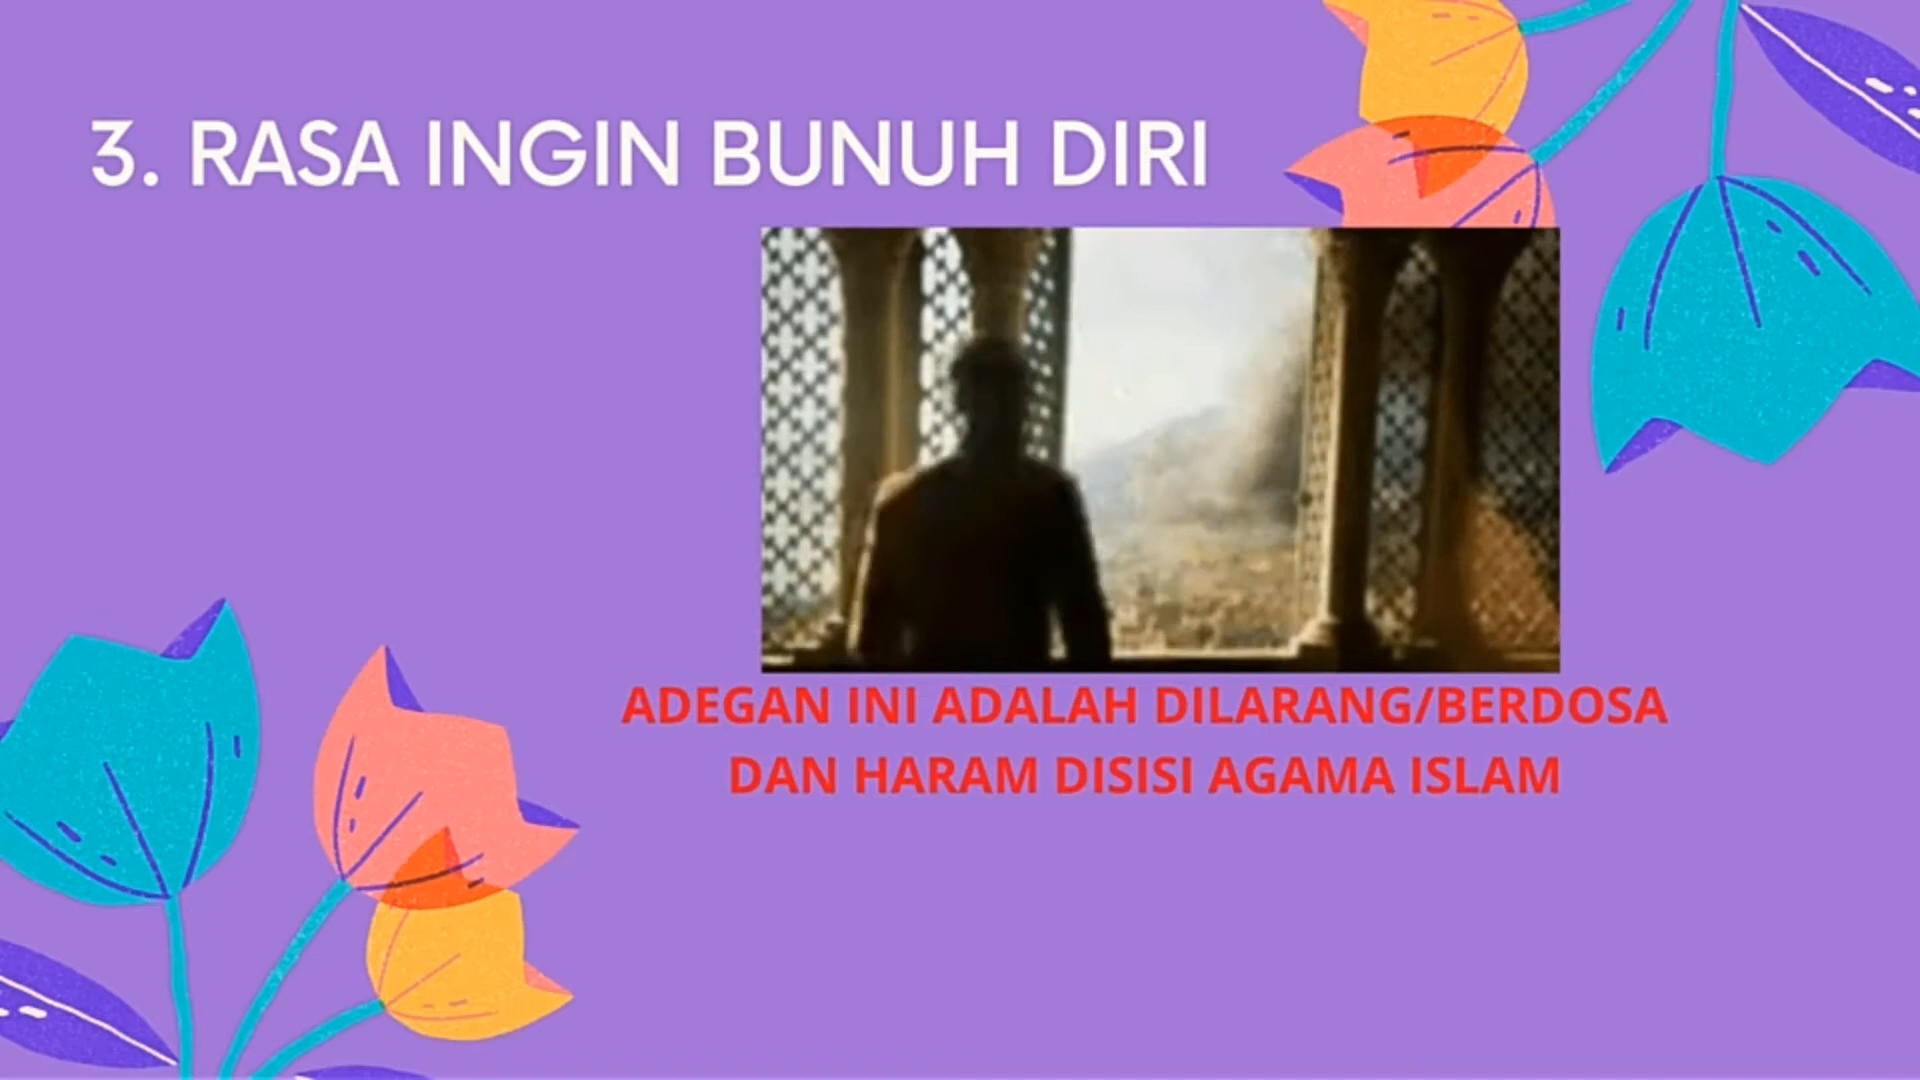 3. RASA INGIN BUNUH DIRI
ADEGAN INI ADALAH DILARANG/BERDOSA
DAN HARAM DISISI AGAMA ISLAM